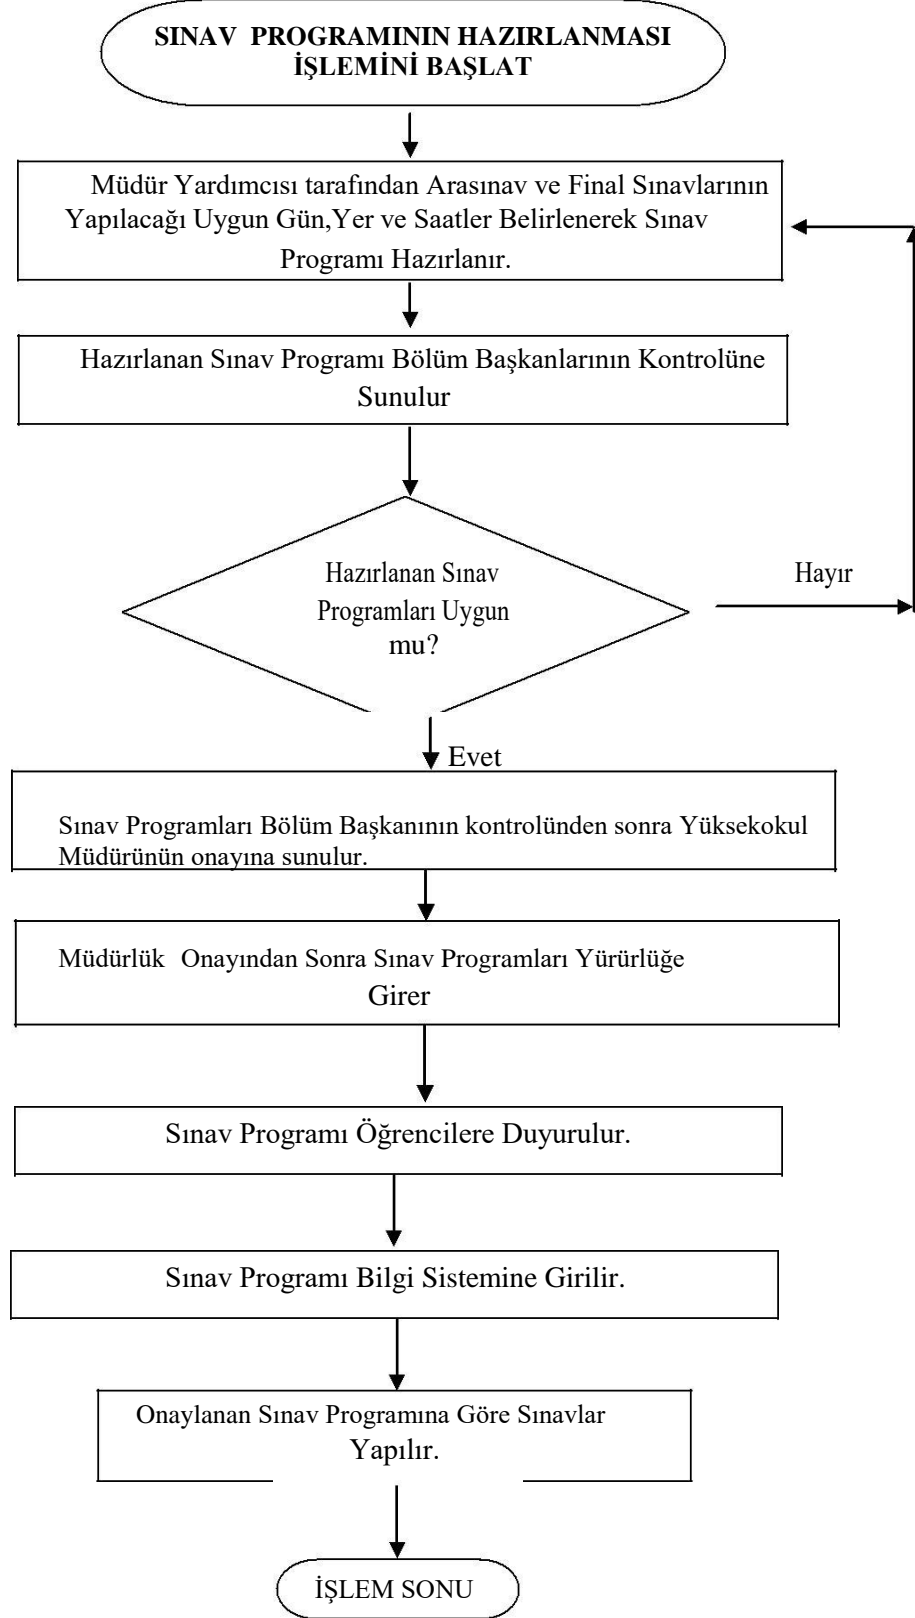 SINAV PROGRAMININ HAZIRLANMASI
İŞLEMİNİ BAŞLAT
Müdür Yardımcısı tarafından Arasınav ve Final Sınavlarının
Yapılacağı Uygun Gün,Yer ve Saatler Belirlenerek Sınav
Programı Hazırlanır.
Hazırlanan Sınav Programı Bölüm Başkanlarının Kontrolüne
Sunulur
Hazırlanan Sınav
Programları Uygun
mu?
Hayır
Evet
Sınav Programları Bölüm Başkanının kontrolünden sonra Yüksekokul
Müdürünün onayına sunulur.
Müdürlük Onayından Sonra Sınav Programları Yürürlüğe
Girer
Sınav Programı Öğrencilere Duyurulur.
Sınav Programı Bilgi Sistemine Girilir.
Onaylanan Sınav Programına Göre Sınavlar
Yapılır.
İŞLEM SONU